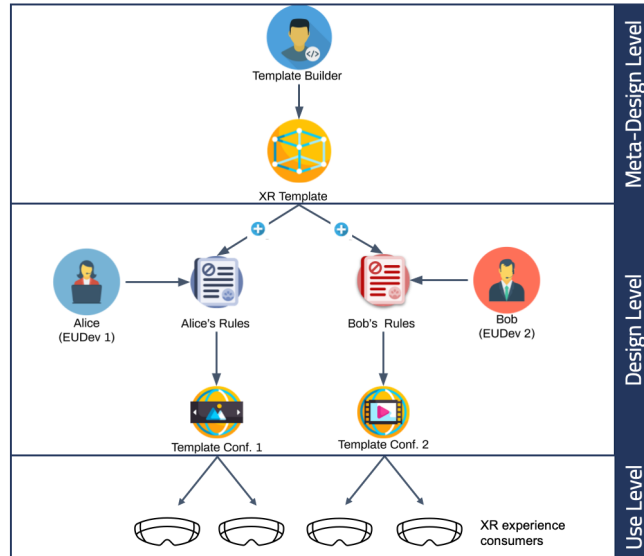 Template Builder
XR Template
Meta-Design Level
Alice
(EUDev 1)
Alice's Rules
Bob's Rules
Bob
(EUDev 2)
Template Conf. 1
Template Conf. 2
Design Level
XR experience
consumers
Use Level